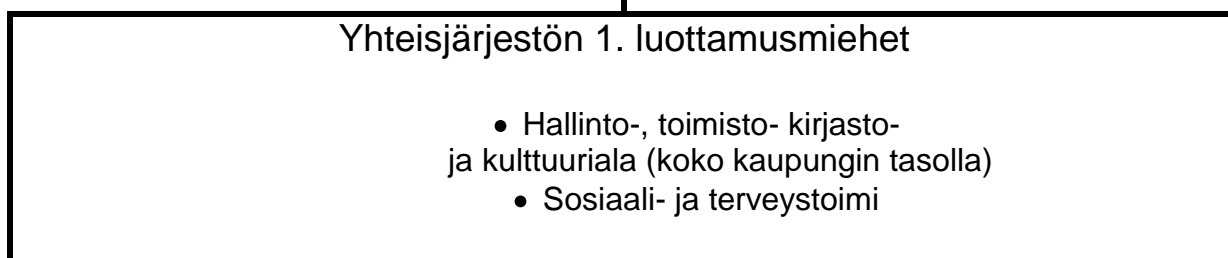 Yhteisjärjestön 1. luottamusmiehet
• Hallinto-, toimisto- kirjasto-
ja kulttuuriala (koko kaupungin tasolla)
• Sosiaali- ja terveystoimi